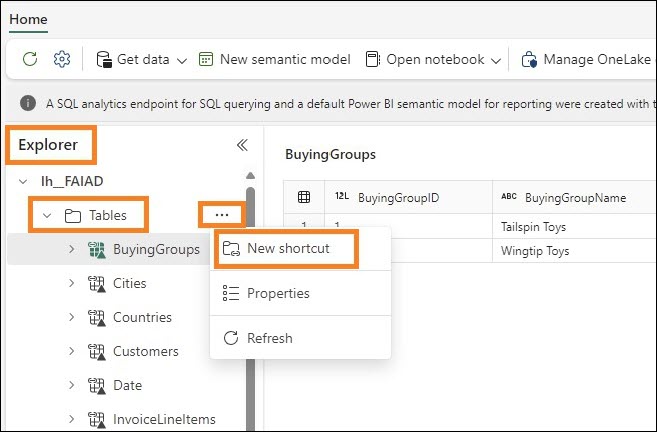 Home
Get data
New semantic model
Open notebook
Manage OneLake
A SQL analytics endpoint for SQL querying and a default Power BI semantic model for reporting were created with
Explorer
lh__FAIAD
Tables
...
BuyingGroups
Cities
Countries
Customers
Date
InvoiceLineItems
New shortcut
Properties
Refresh
BuyingGroups
12L BuyingGroupID ABC BuyingGroupName
1 1 Tailspin Toys
Wingtip Toys